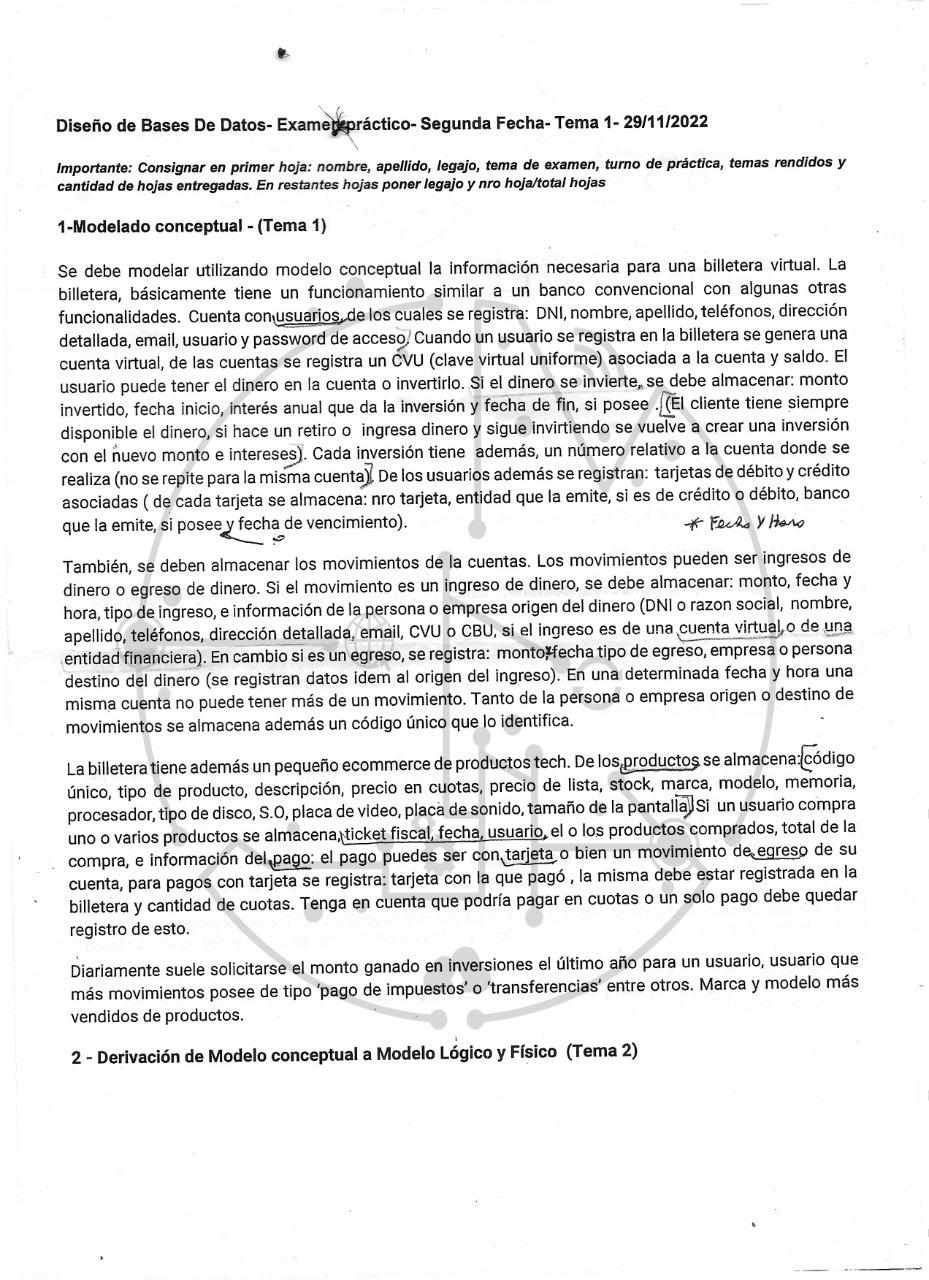 Diseño de Bases De Datos- Examen práctico- Segunda Fecha- Tema 1- 29/11/2022
Importante: Consignar en primer hoja: nombre, apellido, legajo, tema de examen, turno de práctica, temas rendidos y
cantidad de hojas entregadas. En restantes hojas poner legajo y nro hoja/total hojas
1-Modelado conceptual - (Tema 1)
Se debe modelar utilizando modelo conceptual la información necesaria para una billetera virtual. La
billetera, básicamente tiene un funcionamiento similar a un banco convencional con algunas otras
funcionalidades. Cuenta con usuarios, de los cuales se registra: DNI, nombre, apellido, teléfonos, dirección
detallada, email, usuario y password de acceso. Cuando un usuario se registra en la billetera se genera una
cuenta virtual, de las cuentas se registra un CVU (clave virtual uniforme) asociada a la cuenta y saldo. El
usuario puede tener el dinero en la cuenta o invertirlo. Si el dinero se invierte, se debe almacenar: monto
invertido, fecha inicio, interés anual que da la inversión y fecha de fin, si posee . (El cliente tiene siempre
disponible el dinero, si hace un retiro o ingresa dinero y sigue invirtiendo se vuelve a crear una inversión
con el nuevo monto e intereses). Cada inversión tiene además, un número relativo a la cuenta donde se
realiza (no se repite para la misma cuenta). De los usuarios además se registran: tarjetas de débito y crédito
asociadas ( de cada tarjeta se almacena: nro tarjeta, entidad que la emite, si es de crédito o débito, banco
que la emite, si posee y fecha de vencimiento).
* Fecha y Hora
También, se deben almacenar los movimientos de la cuentas. Los movimientos pueden ser ingresos de
dinero o egreso de dinero. Si el movimiento es un ingreso de dinero, se debe almacenar: monto, fecha y
hora, tipo de ingreso, e información de la persona o empresa origen del dinero (DNI o razon social, nombre,
apellido, teléfonos, dirección detallada, email, CVU o CBU, si el ingreso es de una cuenta virtual o de una
entidad financiera). En cambio si es un egreso, se registra: monto, fecha tipo de egreso, empresa o persona
destino del dinero (se registran datos idem al origen del ingreso). En una determinada fecha y hora una
misma cuenta no puede tener más de un movimiento. Tanto de la persona o empresa origen o destino de
movimientos se almacena además un código único que lo identifica.
La billetera tiene además un pequeño ecommerce de productos tech. De los productos se almacena: código
único, tipo de producto, descripción, precio en cuotas, precio de lista, stock, marca, modelo, memoria,
procesador, tipo de disco, S.O, placa de video, placa de sonido, tamaño de la pantalla. Si un usuario compra
uno o varios productos se almacena, ticket fiscal, fecha, usuario, el o los productos comprados, total de la
compra, e información del pago: el pago puedes ser con tarjeta o bien un movimiento de egreso de su
cuenta, para pagos con tarjeta se registra: tarjeta con la que pagó , la misma debe estar registrada en la
billetera y cantidad de cuotas. Tenga en cuenta que podría pagar en cuotas o un solo pago debe quedar
registro de esto.
Diariamente suele solicitarse el monto ganado en inversiones el último año para un usuario, usuario que
más movimientos posee de tipo 'pago de impuestos' o 'transferencias' entre otros. Marca y modelo más
vendidos de productos.
2 - Derivación de Modelo conceptual a Modelo Lógico y Físico (Tema 2)